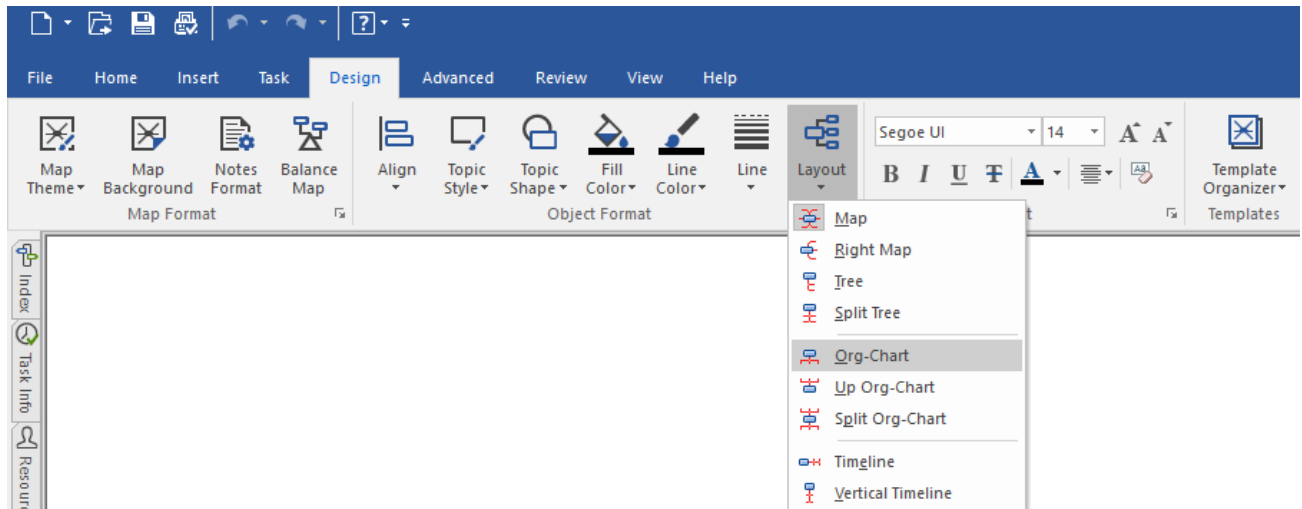 File Home Insert Task Design Advanced Review View Help
Map Theme
Map Background
Notes Format
Balance Map
Align
Topic Style
Topic Shape
Fill Color
Line Color
Line
Layout
Segoe UI 14 A A
B I U T A
Template Organizer
Map Format Object Format t Templates
Map
Right Map
Tree
Split Tree
Org-Chart
Up Org-Chart
Split Org-Chart
Timeline
Vertical Timeline
Index
Task Info